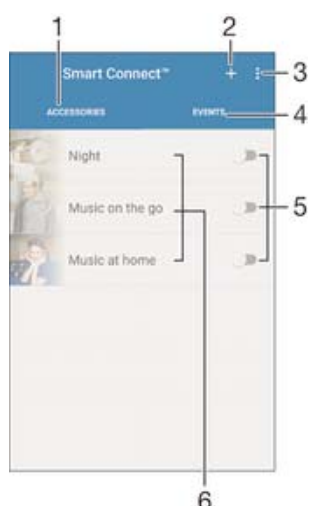 1
2
Smart Connect™
3
ACCESSORIES
EVENTS
4
Night
Music on the go
5
Music at home
6